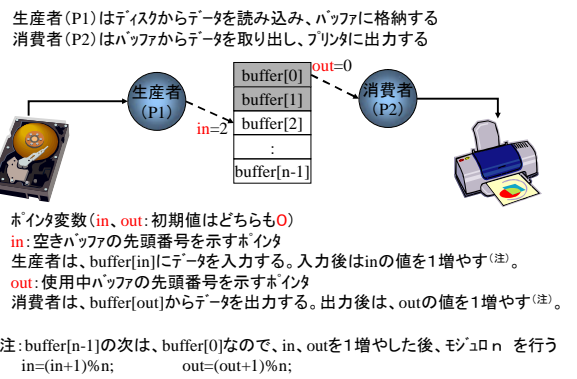 生産者(P1)はディスクからデータを読み込み、バッファに格納する
消費者(P2)はバッファからデータを取り出し、プリンタに出力する
生産者
(P1)
in=2
buffer[0]
buffer[1]
buffer[2]
:
buffer[n-1]
out=0
消費者
(P2)
ポインタ変数(in、out:初期値はどちらも0)
in:空きバッファの先頭番号を示すポインタ
生産者は、buffer[in]にデータを入力する。入力後はinの値を1増やす(注)。
out:使用中バッファの先頭番号を示すポインタ
消費者は、buffer[out]からデータを出力する。出力後は、outの値を1増やす(注)。
注:buffer[n-1]の次は、buffer[0]なので、in、outを1増やした後、モジュロn を行う
in=(in+1)%n; out=(out+1)%n;